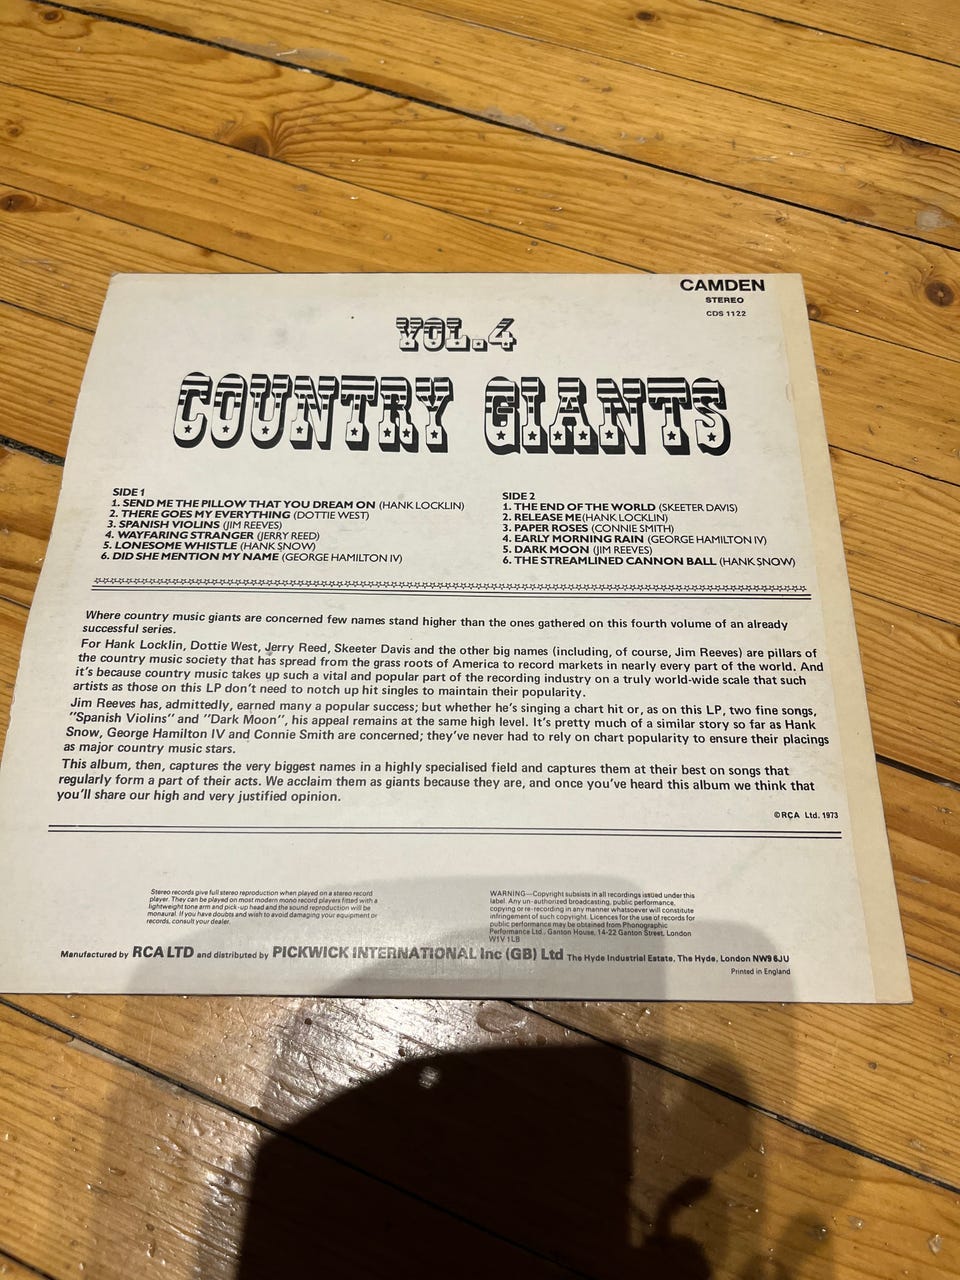 CAMDEN
STEREO
CDS 1122
VOL.4
COUNTRY GIANTS
SIDE 1
1. SEND ME THE PILLOW THAT YOU DREAM ON (HANK LOCKLIN)
2. THERE GOES MY EVERYTHING (DOTTIE WEST)
3. SPANISH VIOLINS (JIM REEVES)
4. WAYFARING STRANGER (JERRY REED)
5. LONESOME WHISTLE (HANK SNOW)
6. DID SHE MENTION MY NAME (GEORGE HAMILTON IV)
SIDE 2
1. THE END OF THE WORLD (SKEETER DAVIS)
2. RELEASE ME(HANK LOCKLIN)
3. PAPER ROSES (CONNIE SMITH)
4. EARLY MORNING RAIN (GEORGE HAMILTON IV)
5. DARK MOON (JIM REEVES)
6. THE STREAMLINED CANNON BALL (HANK SNOW)
Where country music giants are concerned few names stand higher than the ones gathered on this fourth volume of an already
successful series.
For Hank Locklin, Dottie West, Jerry Reed, Skeeter Davis and the other big names (including, of course, Jim Reeves) are pillars of
the country music society that has spread from the grass roots of America to record markets in nearly every part of the world. And
it's because country music takes up such a vital and popular part of the recording industry on a truly world-wide scale that such
artists as those on this LP don't need to notch up hit singles to maintain their popularity.
Jim Reeves has, admittedly, earned many a popular success; but whether he's singing a chart hit or, as on this LP, two fine songs,
"Spanish Violins" and "Dark Moon", his appeal remains at the same high level. It's pretty much of a similar story so far as Hank
Snow, George Hamilton IV and Connie Smith are concerned; they've never had to rely on chart popularity to ensure their placings
as major country music stars.
This album, then, captures the very biggest names in a highly specialised field and captures them at their best on songs that
regularly form a part of their acts. We acclaim them as giants because they are, and once you've heard this album we think that
you'll share our high and very justified opinion.
© RCA Ltd. 1973
Stereo records give full stereo reproduction when played on a stereo record
player. They can be played on most modern mono record players fitted with a
lightweight tone arm and pick-up head and the sound reproduction will be
monaural. If you have doubts and wish to avoid damaging your equipment or
records, consult your dealer.
WARNING—Copyright subsists in all recordings issued under this
label. Any un-authorized broadcasting, public performance,
copying or re-recording in any manner whatsoever will constitute
infringement of such copyright. Licences for the use of records for
public performance may be obtained from Phonographic
Performance Ltd., Ganton House, 14-22 Ganton Street, London
W1V 1LB
Manufactured by RCA LTD and distributed by PICKWICK INTERNATIONAL Inc (GB) Ltd The Hyde Industrial Estate, The Hyde, London NW9 6JU
Printed in England